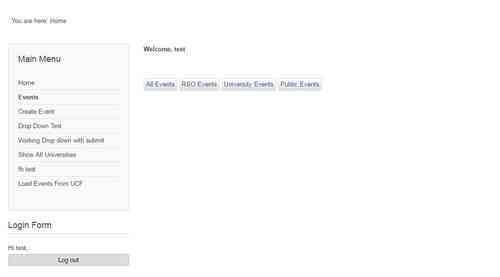 You are here: Home
Main Menu
Home
Events
Create Event
Drop Down Test
Working Drop down with submit
Show All Universities
fb test
Load Events From UCF
Login Form
Hi test,
Log out
Welcome, test
All Events RSO Events University Events Public Events